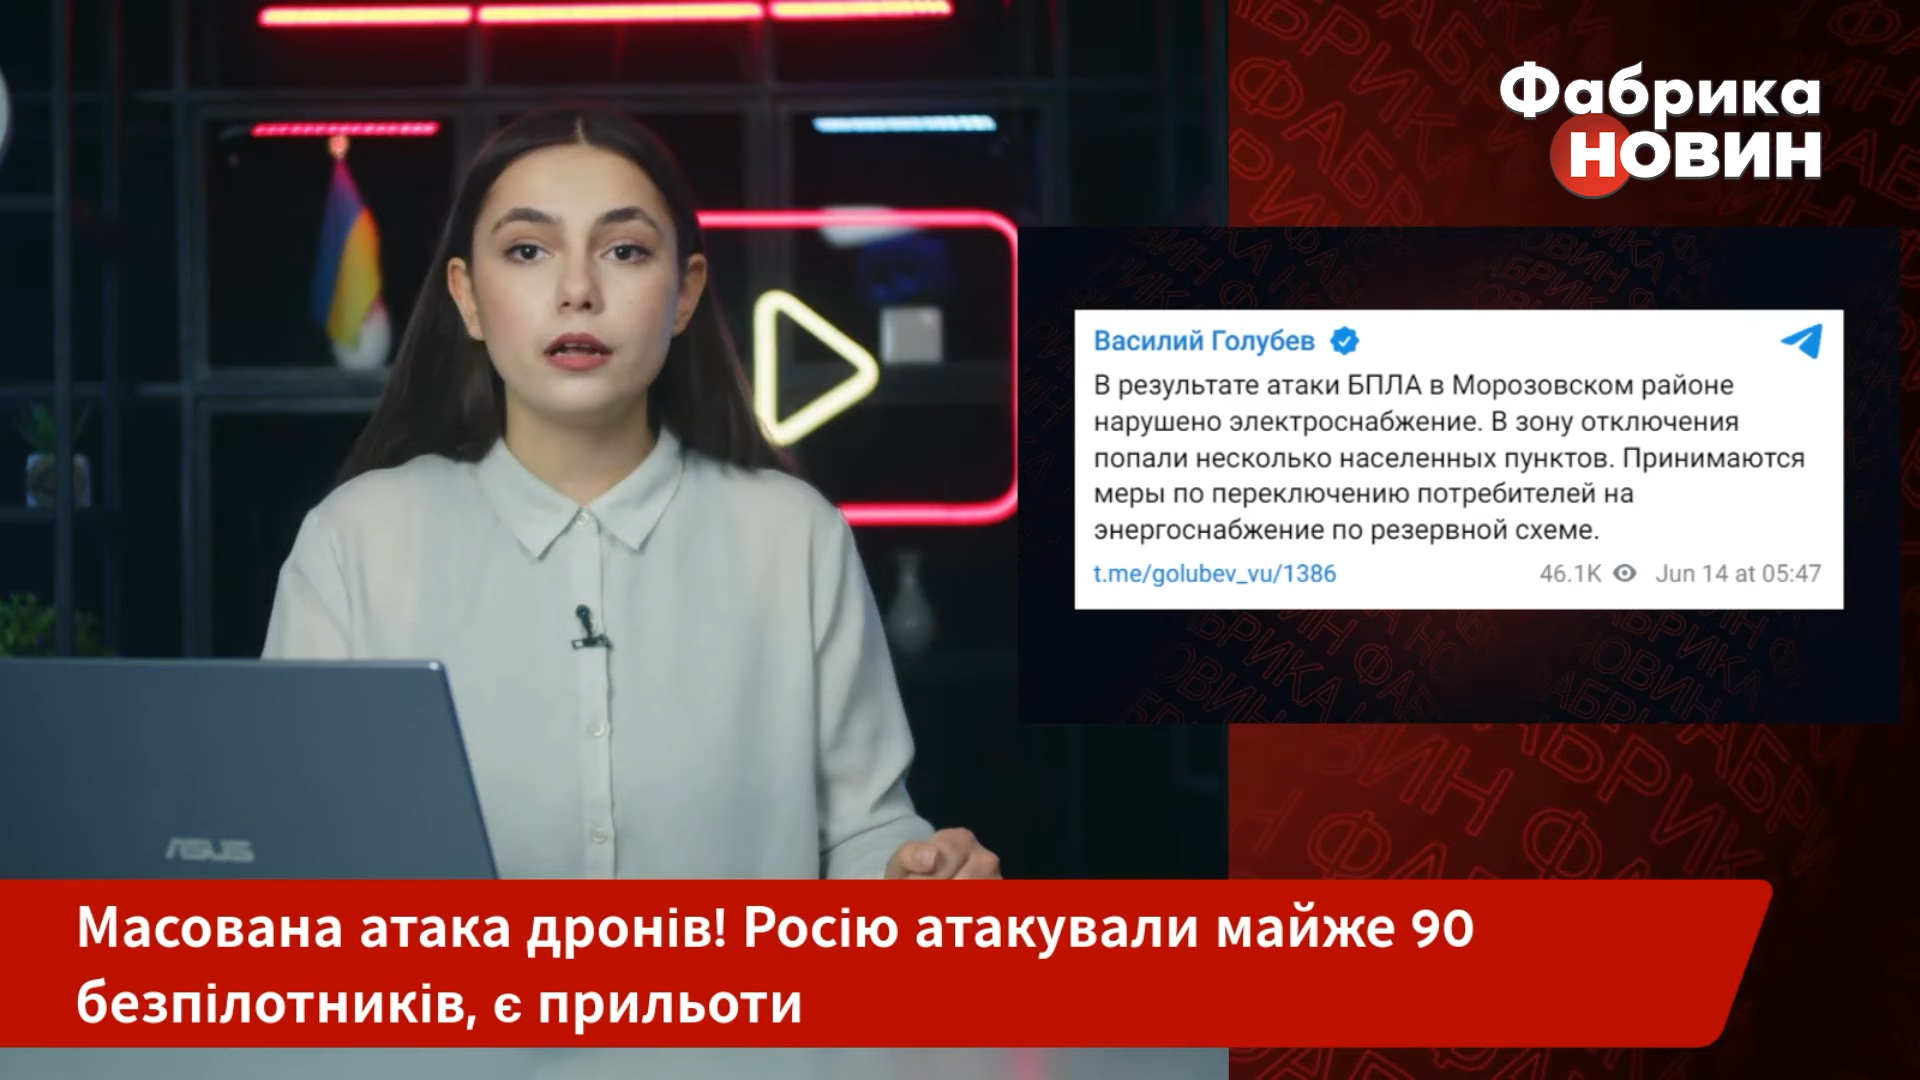 Фабрика
новин
Василий Голубев
В результате атаки БПЛА в Морозовском районе
нарушено электроснабжение. В зону отключения
попали несколько населенных пунктов. Принимаются
меры по переключению потребителей на
энергоснабжение по резервной схеме.
t.me/golubev_vu/1386 46.1K Jun 14 at 05:47
ASUS
Масована атака дронів! Росію атакували майже 90
безпілотників, є прильоти